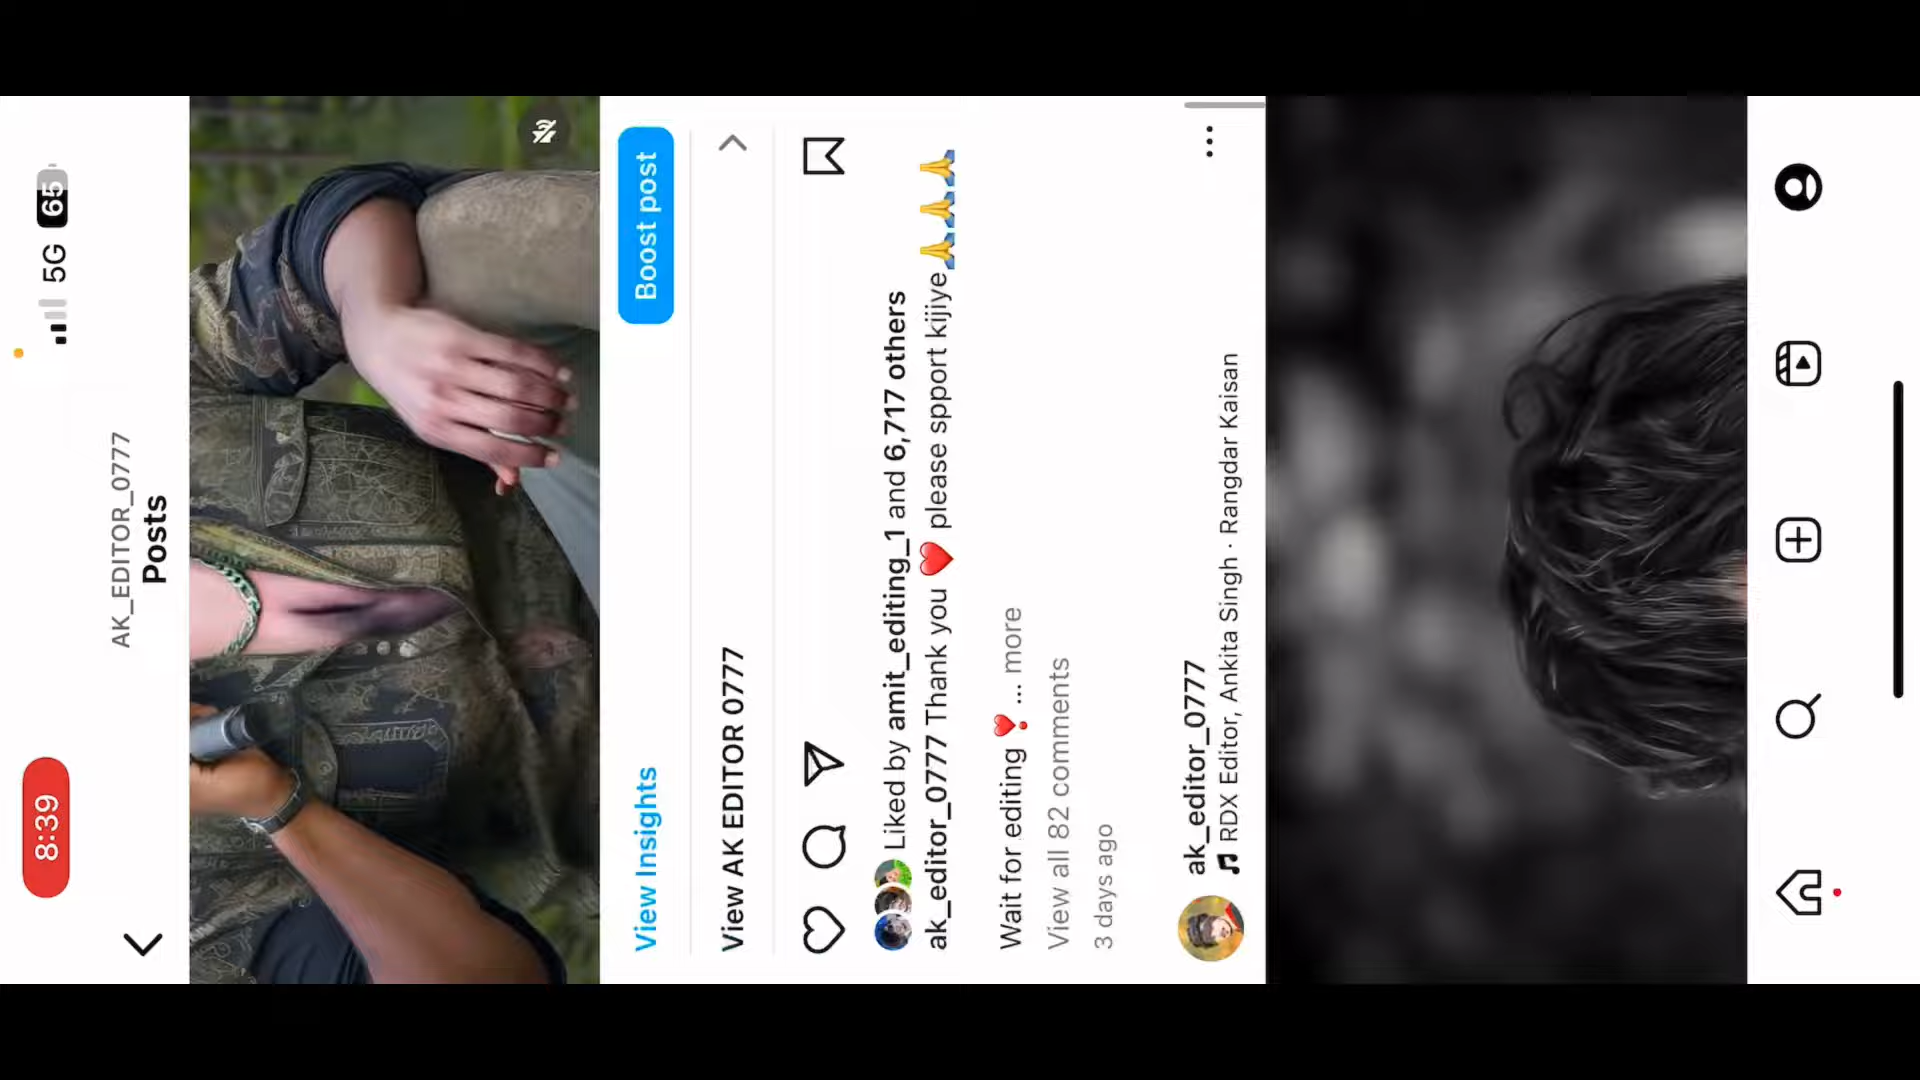 8:39
5G 65
AK_EDITOR_0777
Posts
View Insights
Boost post
View AK EDITOR 0777
Liked by amit_editing_1 and 6,717 others
ak_editor_0777 Thank you ❤️ please spport kijiye🙏🙏🙏
Wait for editing ❣️... more
View all 82 comments
3 days ago
ak_editor_0777
RDX Editor, Ankita Singh · Rangdar Kaisan